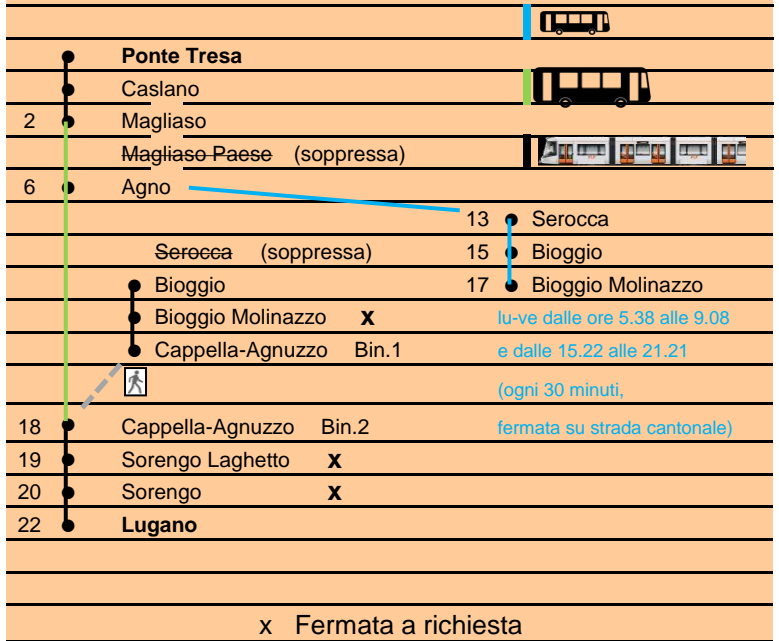 Ponte Tresa
Caslano
2 Magliaso
Magliaso Paese (soppressa)
6 Agno
13 Serocca
Serocca (soppressa) 15 Bioggio
Bioggio 17 Bioggio Molinazzo
Bioggio Molinazzo x lu-ve dalle ore 5.38 alle 9.08
Cappella-Agnuzzo Bin.1 e dalle 15.22 alle 21.21
(ogni 30 minuti,
18 Cappella-Agnuzzo Bin.2 fermata su strada cantonale)
19 Sorengo Laghetto x
20 Sorengo x
22 Lugano
x Fermata a richiesta